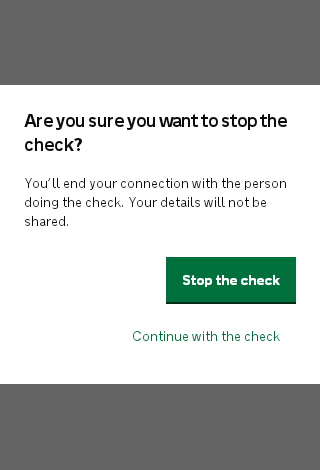 Are you sure you want to stop the
check?
You'll end your connection with the person
doing the check. Your details will not be
shared.
Stop the check
Continue with the check